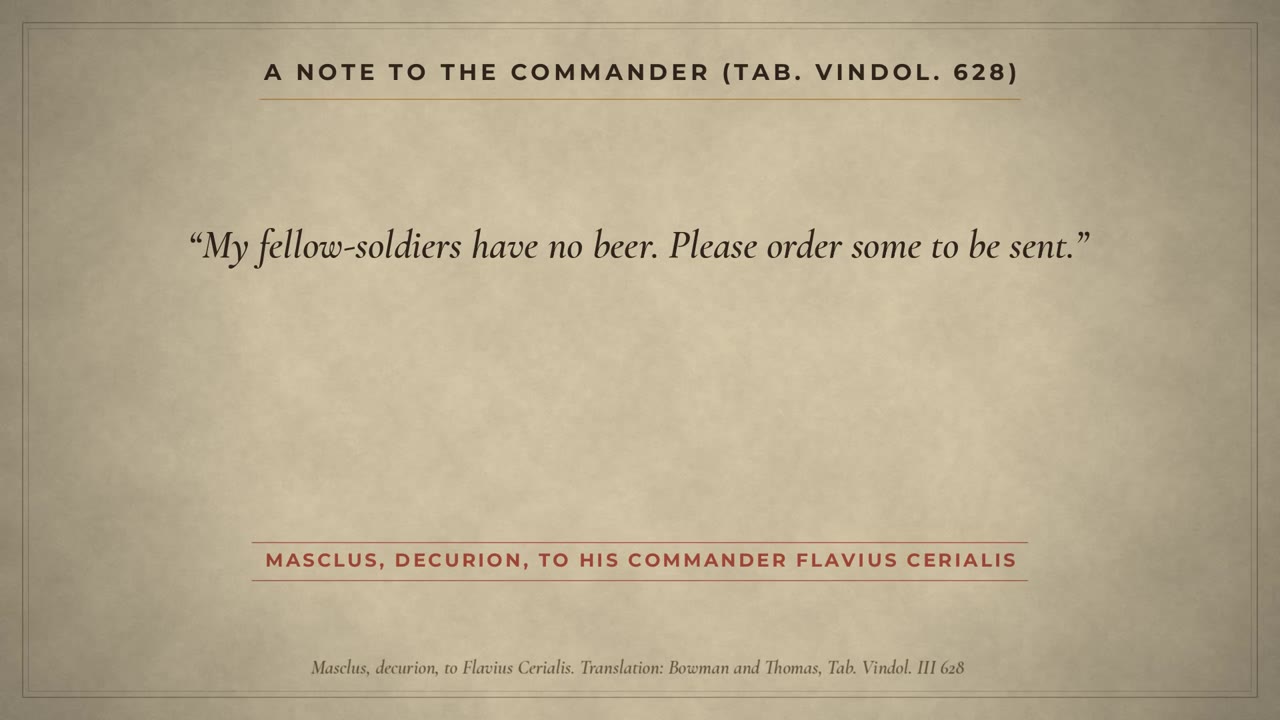 A NOTE TO THE COMMANDER (TAB. VINDOL. 628)
“My fellow-soldiers have no beer. Please order some to be sent.”
MASCLUS, DECURION, TO HIS COMMANDER FLAVIUS CERIALIS
Masclus, decurion, to Flavius Cerialis. Translation: Bowman and Thomas, Tab. Vindol. III 628